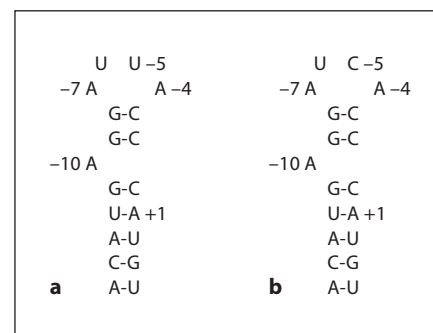 U U –5 U C –5
–7 A A –4 –7 A A –4
G-C G-C
G-C G-C
–10 A –10 A
G-C G-C
U-A +1 U-A +1
A-U A-U
C-G C-G
a A-U b A-U